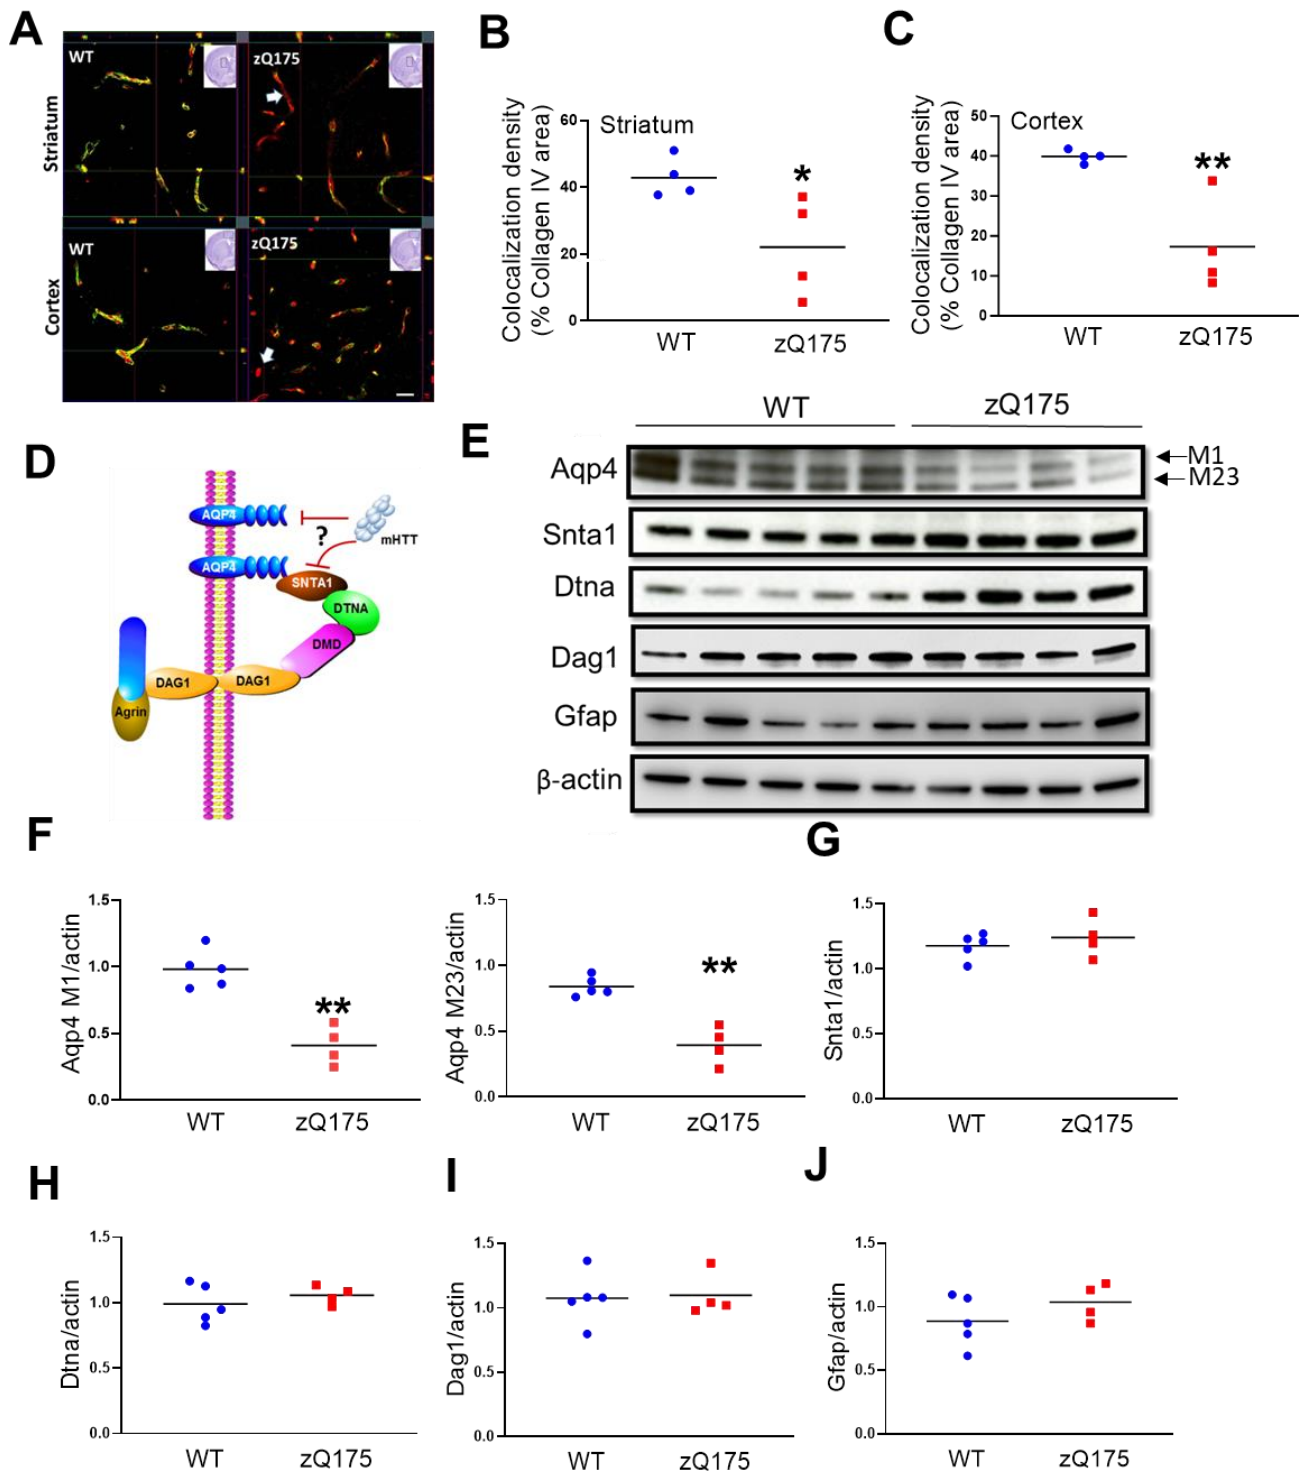 A
WT
zQ175
Striatum
WT
zQ175
Cortex
B
Colocalization density
(% Collagen IV area)
Striatum
60
40
20
0
*
WT
zQ175
C
Colocalization density
(% Collagen IV area)
Cortex
50
40
30
20
10
0
**
WT
zQ175
D
AQP4
AQP4
?
mHTT
SNTA1
DTNA
DMD
DAG1
DAG1
Agrin
E
WT
zQ175
Aqp4
M1
M23
Snta1
Dtna
Dag1
Gfap
β-actin
F
Aqp4 M1/actin
1.5
1.0
0.5
0.0
**
WT
zQ175
Aqp4 M23/actin
1.5
1.0
0.5
0.0
**
WT
zQ175
G
Snta1/actin
1.5
1.0
0.5
0.0
WT
zQ175
H
Dtna/actin
1.5
1.0
0.5
0.0
WT
zQ175
I
Dag1/actin
1.5
1.0
0.5
0.0
WT
zQ175
J
Gfap/actin
1.5
1.0
0.5
0.0
WT
zQ175